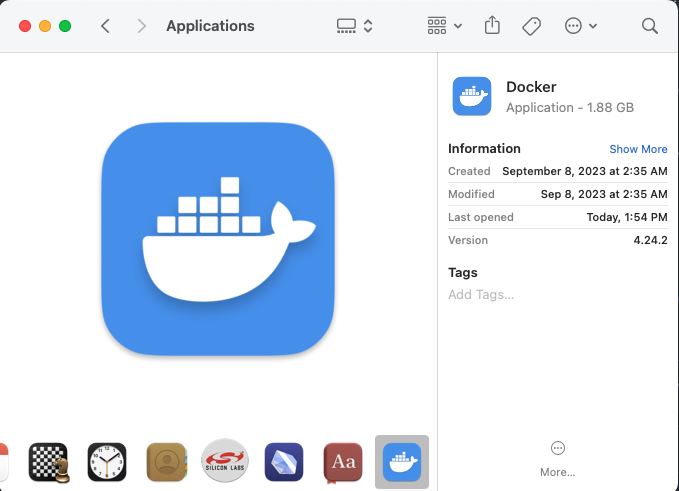 Applications
Docker
Application - 1.88 GB
Information Show More
Created September 8, 2023 at 2:35 AM
Modified Sep 8, 2023 at 2:35 AM
Last opened Today, 1:54 PM
Version 4.24.2
Tags
Add Tags...
SILICON LABS
Aa
More...